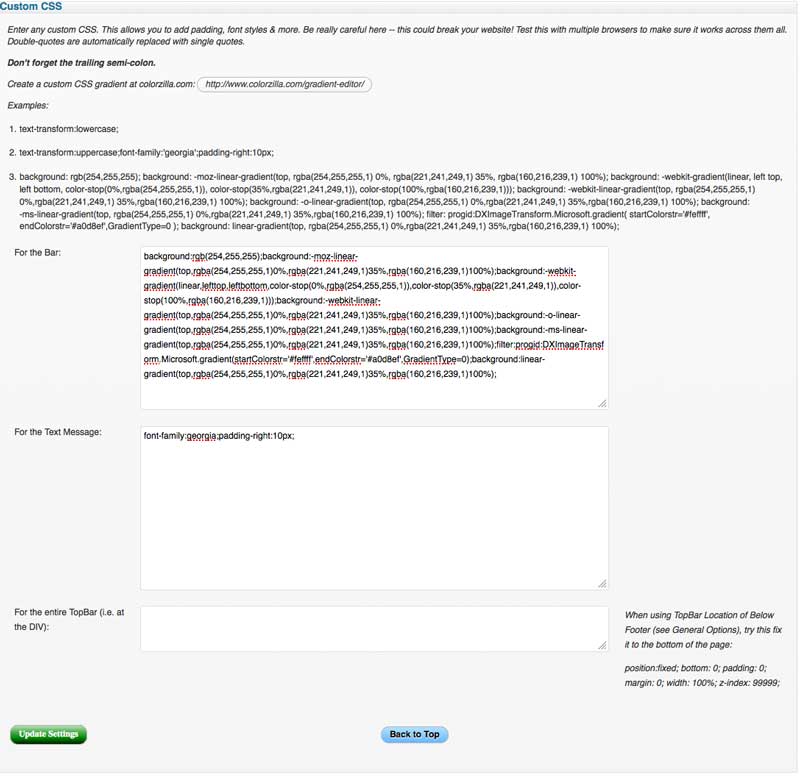 Custom CSS
Enter any custom CSS. This allows you to add padding, font styles & more. Be really careful here -- this could break your website! Test this with multiple browsers to make sure it works across them all.
Double-quotes are automatically replaced with single quotes.
Don't forget the trailing semi-colon.
Create a custom CSS gradient at colorzilla.com: http://www.colorzilla.com/gradient-editor/
Examples:
1. text-transform:lowercase;
2. text-transform:uppercase;font-family:'georgia';padding-right:10px;
3. background: rgb(254,255,255); background: -moz-linear-gradient(top, rgba(254,255,255,1) 0%, rgba(221,241,249,1) 35%, rgba(160,216,239,1) 100%); background: -webkit-gradient(linear, left top,
left bottom, color-stop(0%,rgba(254,255,255,1)), color-stop(35%,rgba(221,241,249,1)), color-stop(100%,rgba(160,216,239,1))); background: -webkit-linear-gradient(top, rgba(254,255,255,1)
0%,rgba(221,241,249,1) 35%,rgba(160,216,239,1) 100%); background: -o-linear-gradient(top, rgba(254,255,255,1) 0%,rgba(221,241,249,1) 35%,rgba(160,216,239,1) 100%); background:
-ms-linear-gradient(top, rgba(254,255,255,1) 0%,rgba(221,241,249,1) 35%,rgba(160,216,239,1) 100%); filter: progid:DXImageTransform.Microsoft.gradient( startColorstr='#feffff',
endColorstr='#a0d8ef',GradientType=0 ); background: linear-gradient(top, rgba(254,255,255,1) 0%,rgba(221,241,249,1) 35%,rgba(160,216,239,1) 100%);
For the Bar:
background:rgb(254,255,255);background:-moz-linear-
gradient(top,rgba(254,255,255,1)0%,rgba(221,241,249,1)35%,rgba(160,216,239,1)100%);background:-webkit-
gradient(linear,lefttop,leftbottom,color-stop(0%,rgba(254,255,255,1)),color-stop(35%,rgba(221,241,249,1)),color-
stop(100%,rgba(160,216,239,1)));background:-webkit-linear-
gradient(top,rgba(254,255,255,1)0%,rgba(221,241,249,1)35%,rgba(160,216,239,1)100%);background:-o-linear-
gradient(top,rgba(254,255,255,1)0%,rgba(221,241,249,1)35%,rgba(160,216,239,1)100%);background:-ms-linear-
gradient(top,rgba(254,255,255,1)0%,rgba(221,241,249,1)35%,rgba(160,216,239,1)100%);filter:progid:DXImageTransf
orm.Microsoft.gradient(startColorstr='#feffff',endColorstr='#a0d8ef',GradientType=0);background:linear-
gradient(top,rgba(254,255,255,1)0%,rgba(221,241,249,1)35%,rgba(160,216,239,1)100%);
For the Text Message:
font-family:georgia;padding-right:10px;
For the entire TopBar (i.e. at
the DIV):
When using TopBar Location of Below
Footer (see General Options), try this fix
it to the bottom of the page:
position:fixed; bottom: 0; padding: 0;
margin: 0; width: 100%; z-index: 99999;
Update Settings
Back to Top